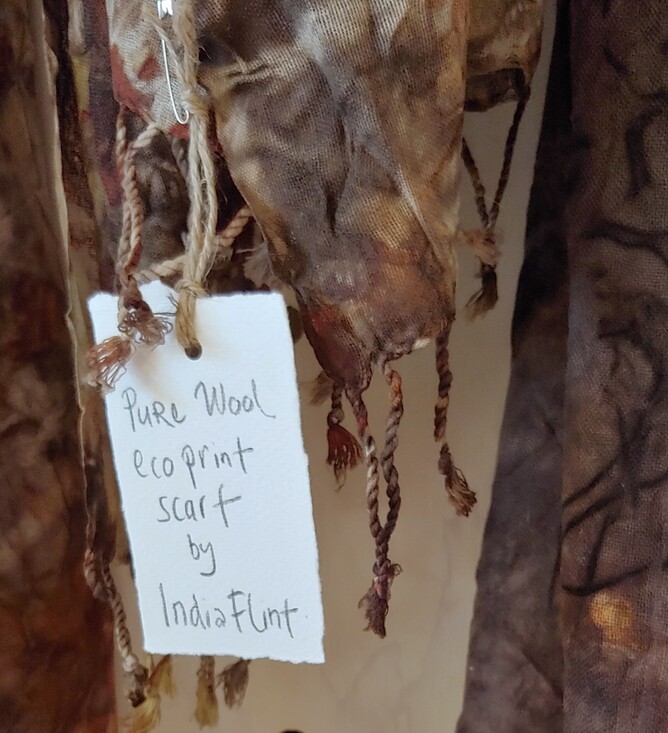 Pure Wool
eco print
scarf
by
India Flint